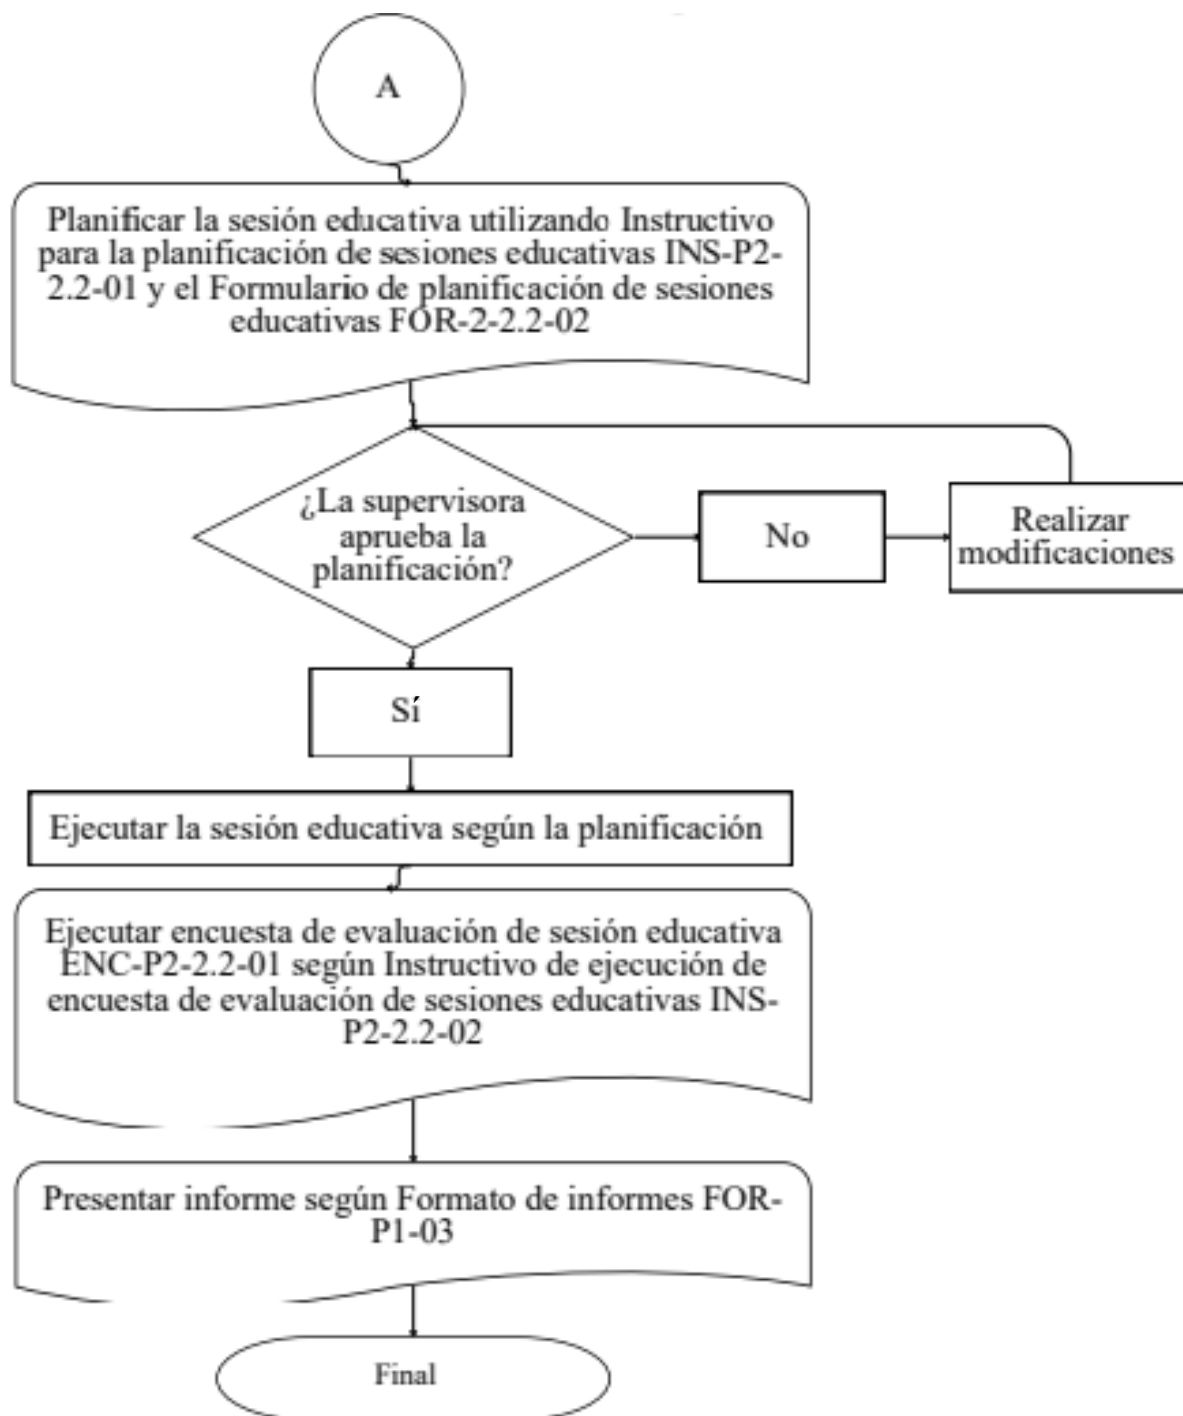 A
Planificar la sesión educativa utilizando Instructivo
para la planificación de sesiones educativas INS-P2-
2.2-01 y el Formulario de planificación de sesiones
educativas FOR-2-2.2-02
¿La supervisora
aprueba la
planificación?
No
Realizar
modificaciones
Sí
Ejecutar la sesión educativa según la planificación
Ejecutar encuesta de evaluación de sesión educativa
ENC-P2-2.2-01 según Instructivo de ejecución de
encuesta de evaluación de sesiones educativas INS-
P2-2.2-02
Presentar informe según Formato de informes FOR-
P1-03
Final